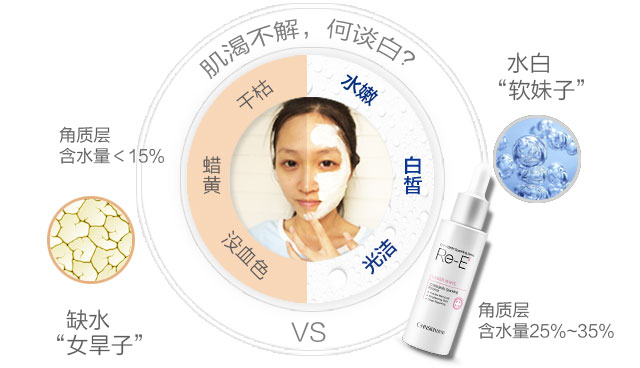 肌渴不解，何谈白？
干枯
蜡黄
没血色
水嫩
白皙
光洁
角质层
含水量＜15%
缺水
“女旱子”
水白
“软妹子”
Re-E
角质层
含水量25%~35%
VS